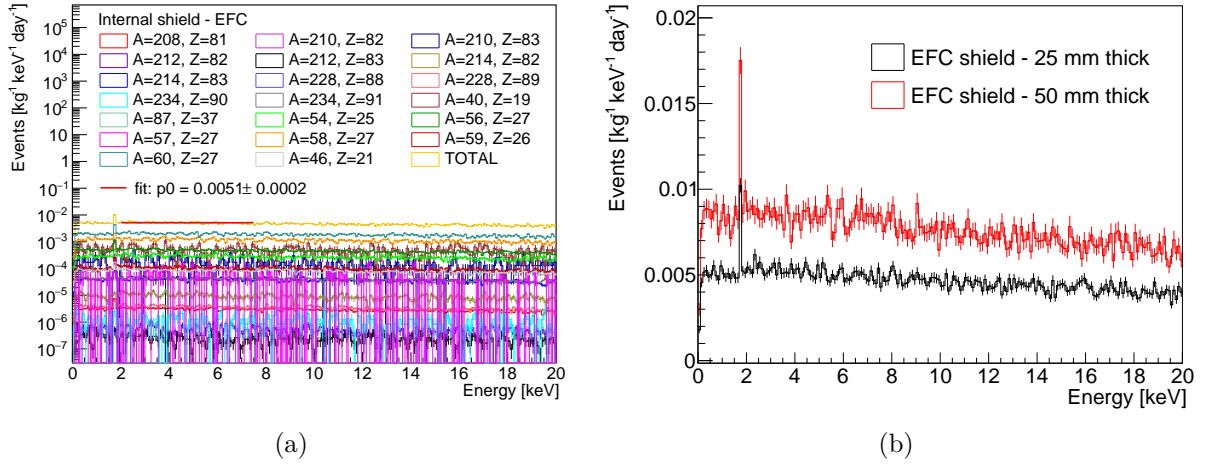 Internal shield - EFC
A=208, Z=81 A=210, Z=82 A=210, Z=83
A=212, Z=82 A=212, Z=83 A=214, Z=82
A=214, Z=83 A=228, Z=88 A=228, Z=89
A=234, Z=90 A=234, Z=91 A=40, Z=19
A=87, Z=37 A=54, Z=25 A=56, Z=27
A=57, Z=27 A=58, Z=27 A=59, Z=26
A=60, Z=27 A=46, Z=21 TOTAL
fit: p0 = 0.0051± 0.0002
Events [kg⁻¹ keV⁻¹ day⁻¹]
10⁵
10⁴
10³
10²
10
1
10⁻¹
10⁻²
10⁻³
10⁻⁴
10⁻⁵
10⁻⁶
10⁻⁷
0 2 4 6 8 10 12 14 16 18 20
Energy [keV]
(a)
Events [kg⁻¹ keV⁻¹ day⁻¹]
0.02
0.015
0.01
0.005
0
EFC shield - 25 mm thick
EFC shield - 50 mm thick
0 2 4 6 8 10 12 14 16 18 20
Energy [keV]
(b)